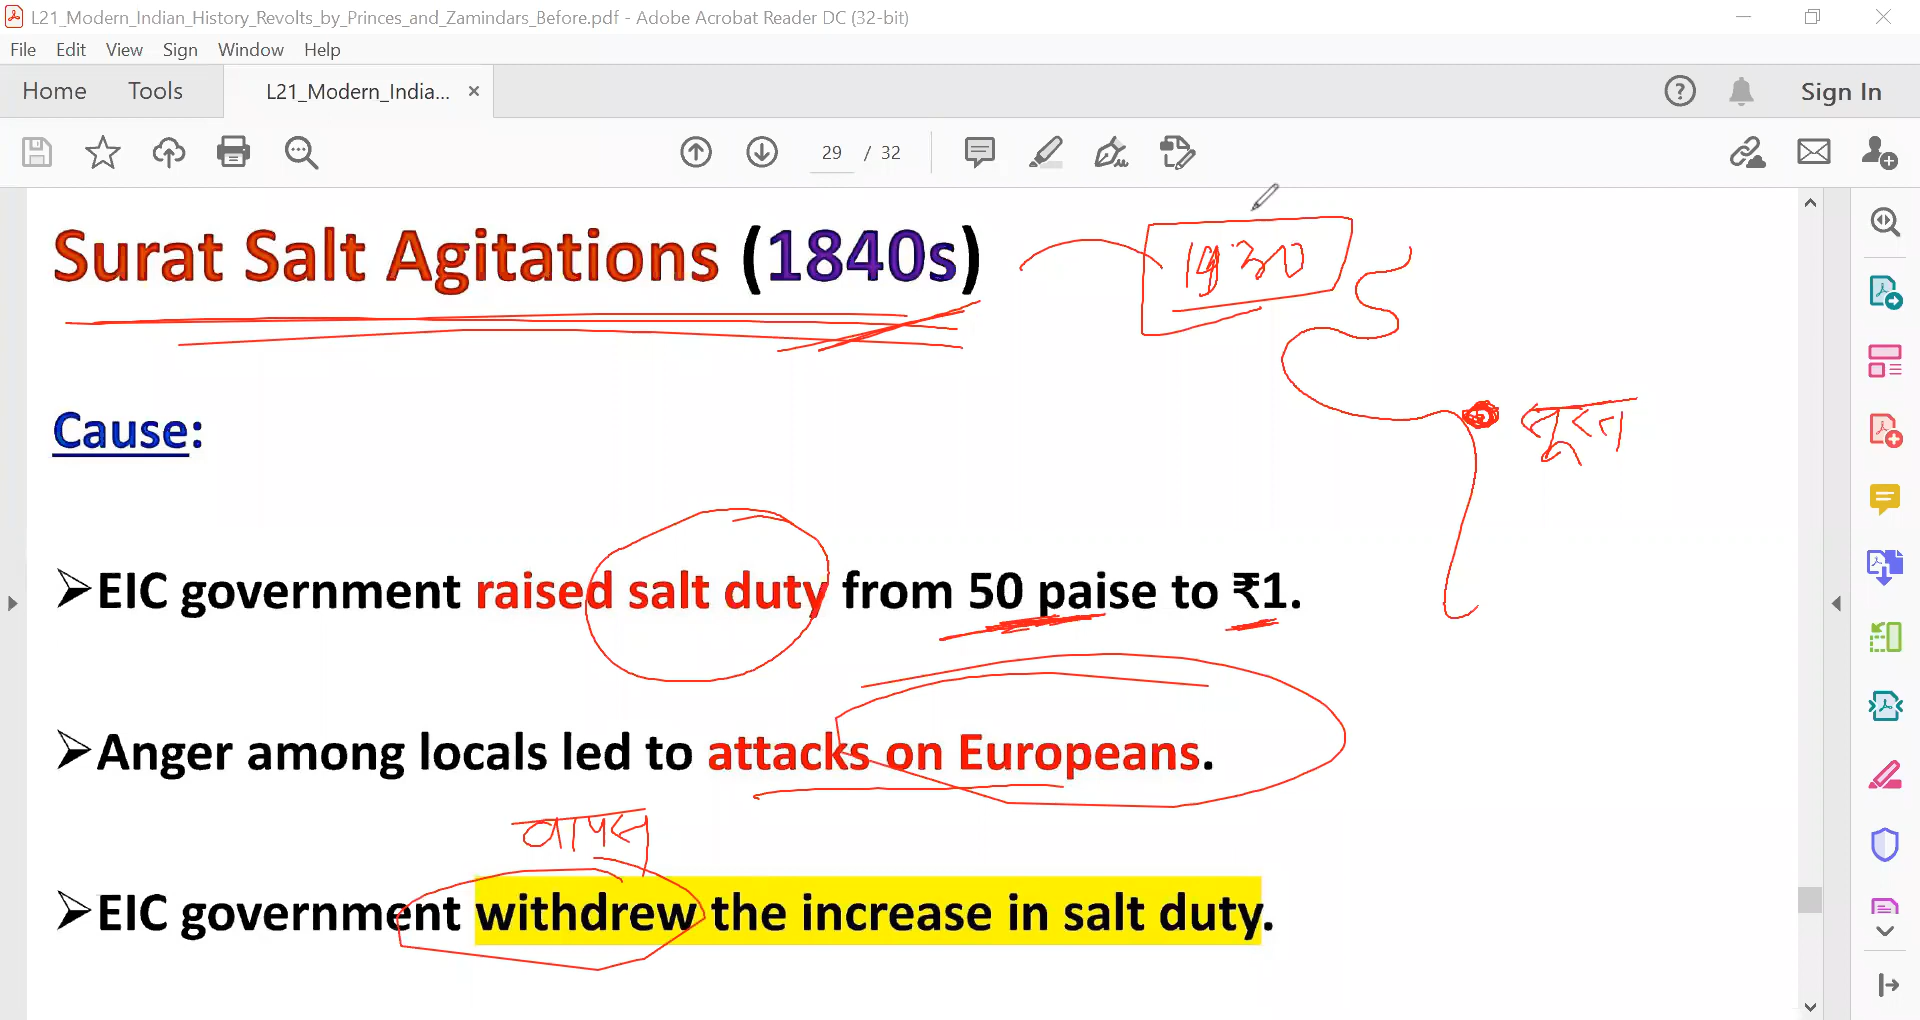 L21_Modern_Indian_History_Revolts_by_Princes_and_Zamindars_Before.pdf - Adobe Acrobat Reader DC (32-bit)
File Edit View Sign Window Help
Home Tools L21_Modern_India... × Sign In
29 / 32
Surat Salt Agitations (1840s)
1930
सूरत
Cause:
➢EIC government raised salt duty from 50 paise to ₹1.
➢Anger among locals led to attacks on Europeans.
वापस
➢EIC government withdrew the increase in salt duty.